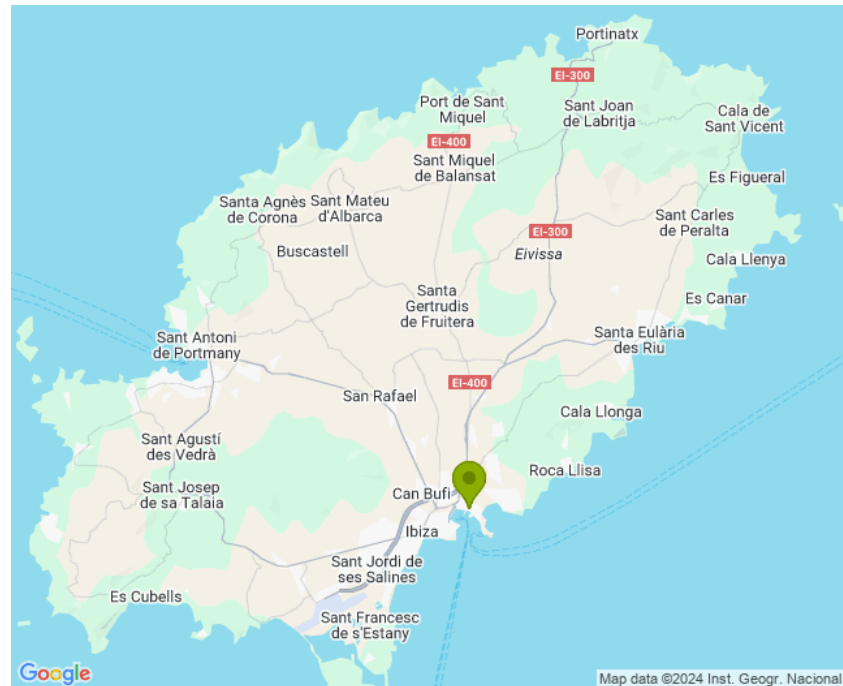 Portinatx
EI-300
Port de Sant
Miquel
Sant Joan
de Labritja
Cala de
Sant Vicent
EI-400
Sant Miquel
de Balansat
Es Figueral
Santa Agnès
de Corona
Sant Mateu
d'Albarca
Sant Carles
de Peralta
EI-300
Buscastell
Eivissa
Cala Llenya
Santa
Gertrudis
de Fruitera
Es Canar
Sant Antoni
de Portmany
Santa Eulària
des Riu
EI-400
San Rafael
Cala Llonga
Sant Agustí
des Vedrà
Roca Llisa
Sant Josep
de sa Talaia
Can Bufí
Ibiza
Sant Jordi de
ses Salines
Es Cubells
Sant Francesc
de s'Estany
Google
Map data ©2024 Inst. Geogr. Nacional